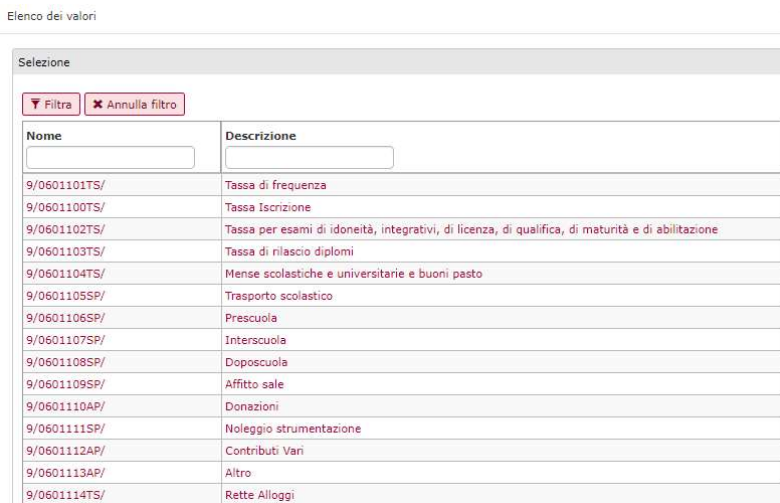 Elenco dei valori
Selezione
Filtra Annulla filtro
Nome Descrizione
9/0601101TS/ Tassa di frequenza
9/0601100TS/ Tassa Iscrizione
9/0601102TS/ Tassa per esami di idoneità, integrativi, di licenza, di qualifica, di maturità e di abilitazione
9/0601103TS/ Tassa di rilascio diplomi
9/0601104TS/ Mense scolastiche e universitarie e buoni pasto
9/0601105SP/ Trasporto scolastico
9/0601106SP/ Prescuola
9/0601107SP/ Interscuola
9/0601108SP/ Doposcuola
9/0601109SP/ Affitto sale
9/0601110AP/ Donazioni
9/0601111SP/ Noleggio strumentazione
9/0601112AP/ Contributi Vari
9/0601113AP/ Altro
9/0601114TS/ Rette Alloggi